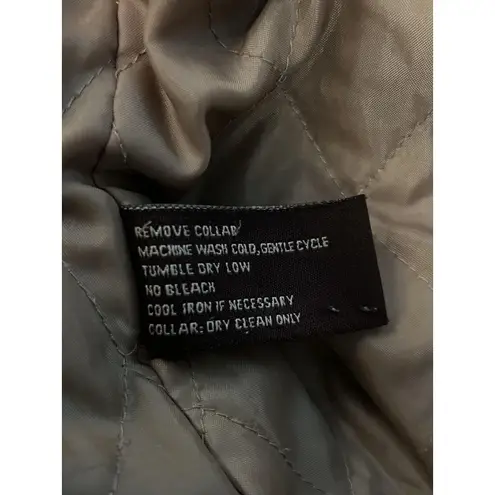 REMOVE COLLAR
MACHINE WASH COLD, GENTLE CYCLE
TUMBLE DRY LOW
NO BLEACH
COOL IRON IF NECESSARY
COLLAR: DRY CLEAN ONLY